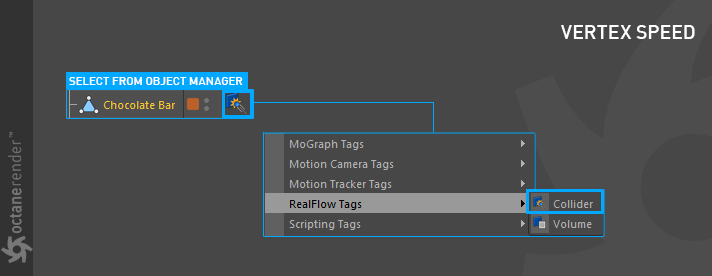 VERTEX SPEED
SELECT FROM OBJECT MANAGER
Chocolate Bar
MoGraph Tags
Motion Camera Tags
Motion Tracker Tags
RealFlow Tags
Scripting Tags
Collider
Volume
octanerender™